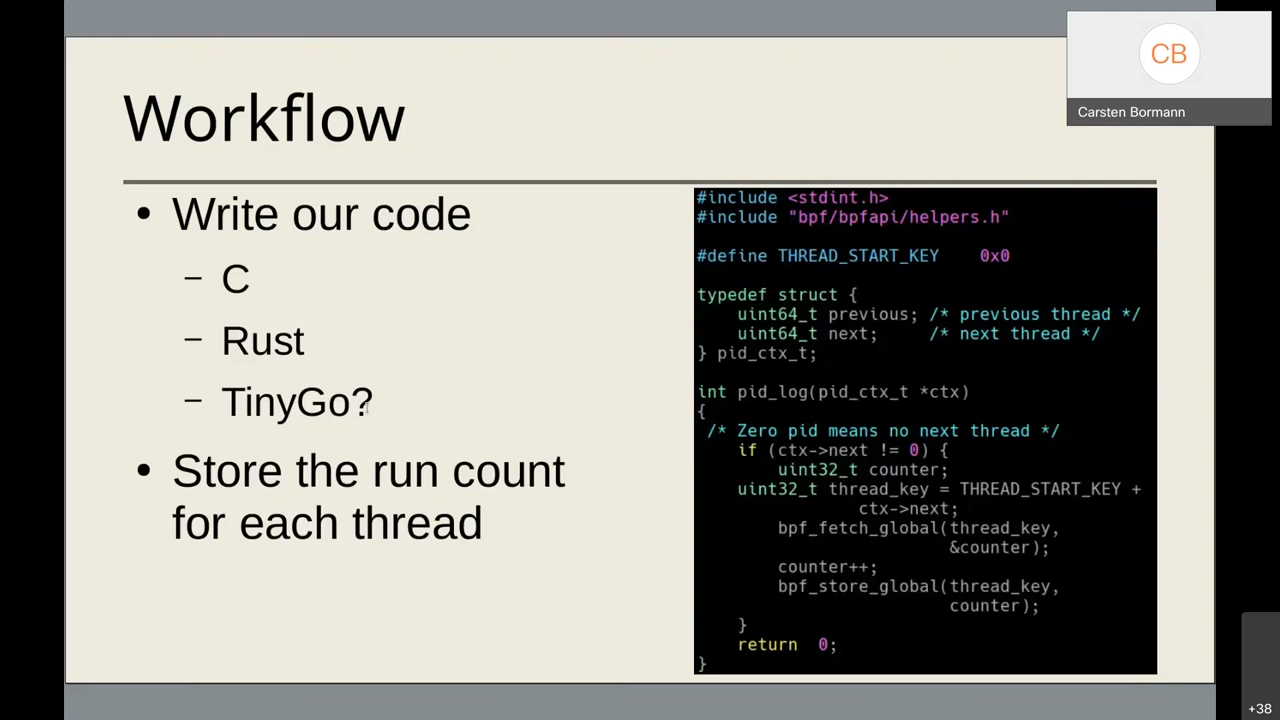 Workflow
• Write our code
– C
– Rust
– TinyGo?
• Store the run count
for each thread
#include <stdint.h>
#include "bpf/bpfapi/helpers.h"
#define THREAD_START_KEY    0x0
typedef struct {
    uint64_t previous; /* previous thread */
    uint64_t next;     /* next thread */
} pid_ctx_t;
int pid_log(pid_ctx_t *ctx)
{
 /* Zero pid means no next thread */
    if (ctx->next != 0) {
        uint32_t counter;
    uint32_t thread_key = THREAD_START_KEY +
                ctx->next;
        bpf_fetch_global(thread_key,
                         &counter);
        counter++;
        bpf_store_global(thread_key,
                         counter);
    }
    return  0;
}
CB
Carsten Bormann
+38